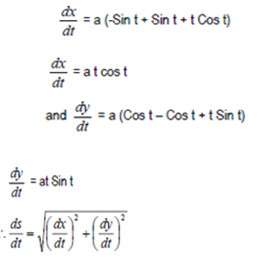 dx/dt = a (-Sin t + Sin t + t Cos t)
dx/dt = a t cos t
and dy/dt = a (Cos t – Cos t + t Sin t)
dy/dt = at Sin t
∴ ds/dt = √((dx/dt)² + (dy/dt)²)